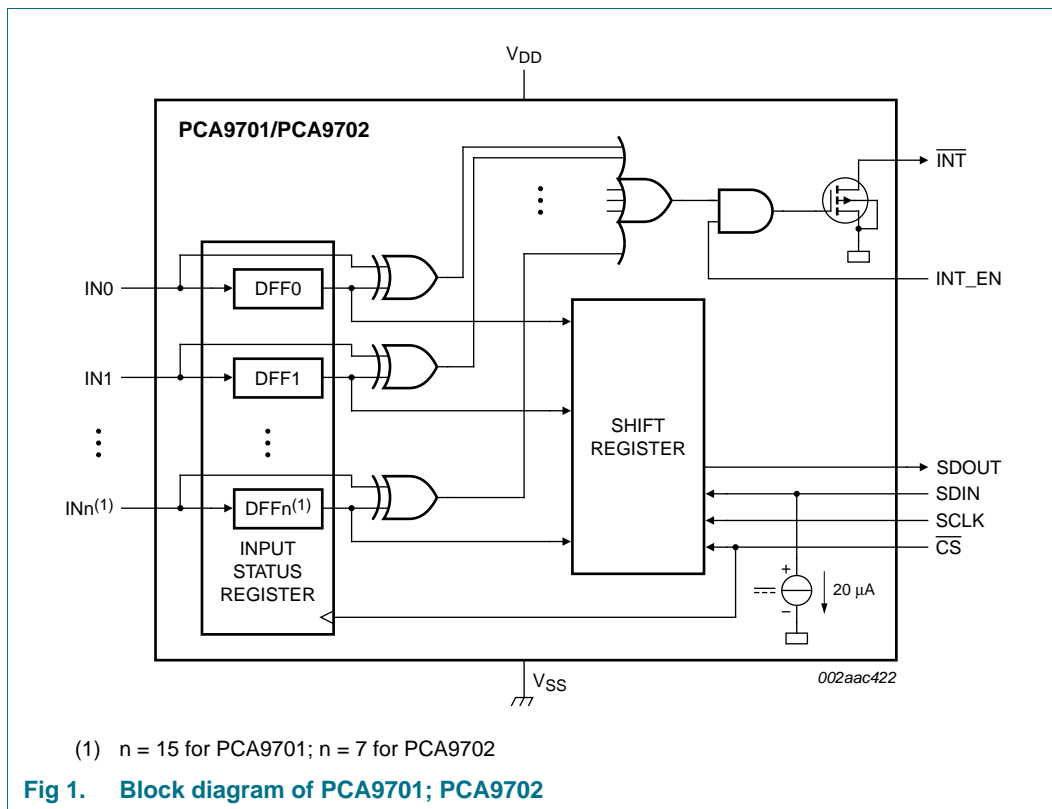 VDD
PCA9701/PCA9702
INT
INT_EN
IN0
DFF0
IN1
DFF1
INn(1)
DFFn(1)
INPUT
STATUS
REGISTER
SHIFT
REGISTER
SDOUT
SDIN
SCLK
CS
+
−
20 μA
VSS
002aac422
(1) n = 15 for PCA9701; n = 7 for PCA9702
Fig 1. Block diagram of PCA9701; PCA9702